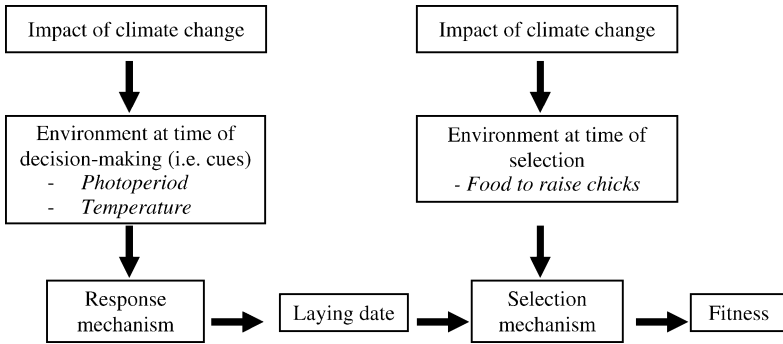 Impact of climate change
Impact of climate change
Environment at time of
decision-making (i.e. cues)
- Photoperiod
- Temperature
Environment at time of
selection
- Food to raise chicks
Response
mechanism
Laying date
Selection
mechanism
Fitness